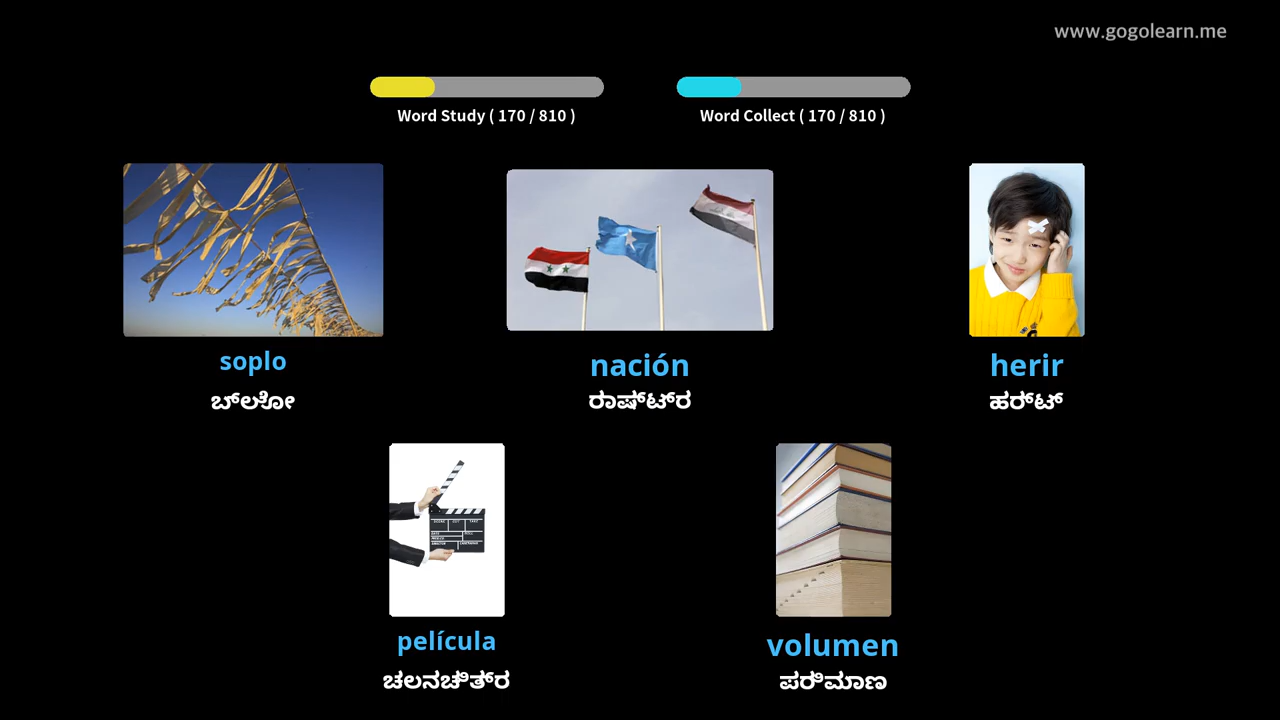 www.gogolearn.me
Word Study ( 170 / 810 )
Word Collect ( 170 / 810 )
soplo
ಬ್ಲೋ
nación
ರಾಷ್ಟ್ರ
herir
ಹರ್ಟ್
película
ಚಲನಚಿತ್ರ
volumen
ಪರಿಮಾಣ